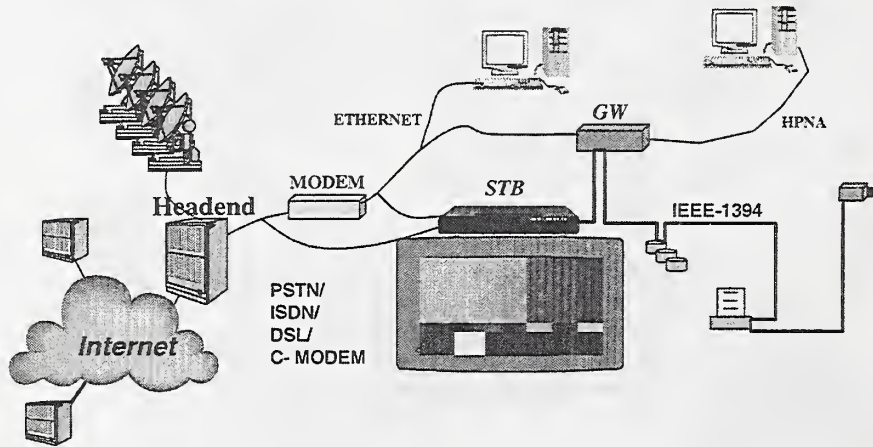 ETHERNET
GW
HPNA
MODEM
STB
Headend
IEEE-1394
PSTN/
ISDN/
DSL/
C- MODEM
Internet